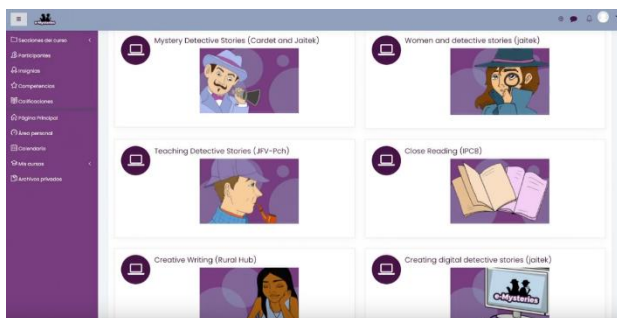 e-Mysteries
Secciones del curso
Participantes
Insignias
Competencias
Calificaciones
Página Principal
Área personal
Calendario
Mis cursos
Archivos privados
Mystery Detective Stories (Cardet and Jaitek)
Women and detective stories (jaitek)
Teaching Detective Stories (JFV-Pch)
Close Reading (IPCB)
Creative Writing (Rural Hub)
Creating digital detective stories (jaitek)
e-Mysteries